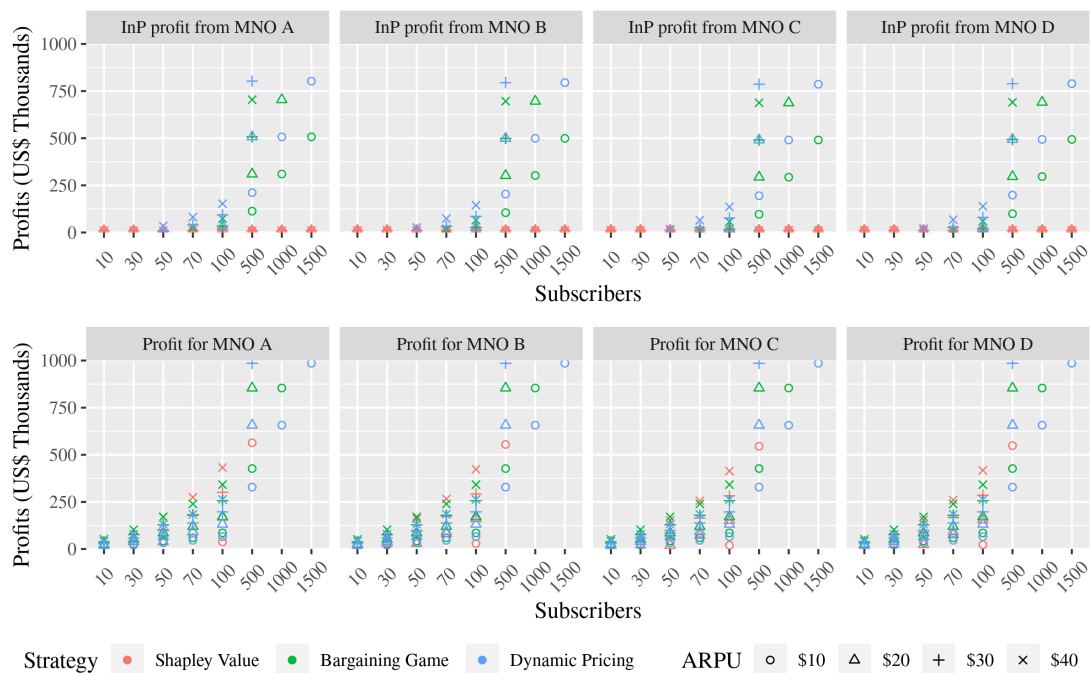 InP profit from MNO A InP profit from MNO B InP profit from MNO C InP profit from MNO D
Profits (US$ Thousands)
1000
750
500
250
0
10 30 50 70 100 500 1000 1500 10 30 50 70 100 500 1000 1500 10 30 50 70 100 500 1000 1500 10 30 50 70 100 500 1000 1500
Subscribers
Profit for MNO A Profit for MNO B Profit for MNO C Profit for MNO D
Profits (US$ Thousands)
1000
750
500
250
0
10 30 50 70 100 500 1000 1500 10 30 50 70 100 500 1000 1500 10 30 50 70 100 500 1000 1500 10 30 50 70 100 500 1000 1500
Subscribers
Strategy Shapley Value Bargaining Game Dynamic Pricing ARPU $10 $20 $30 $40